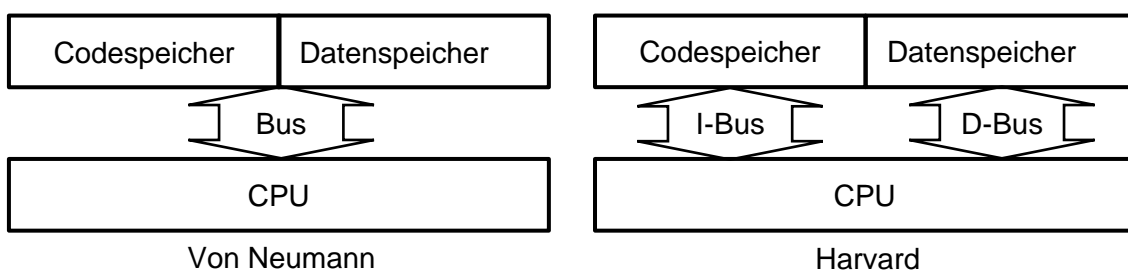 Codespeicher Datenspeicher
Bus
CPU
Von Neumann
Codespeicher Datenspeicher
I-Bus D-Bus
CPU
Harvard